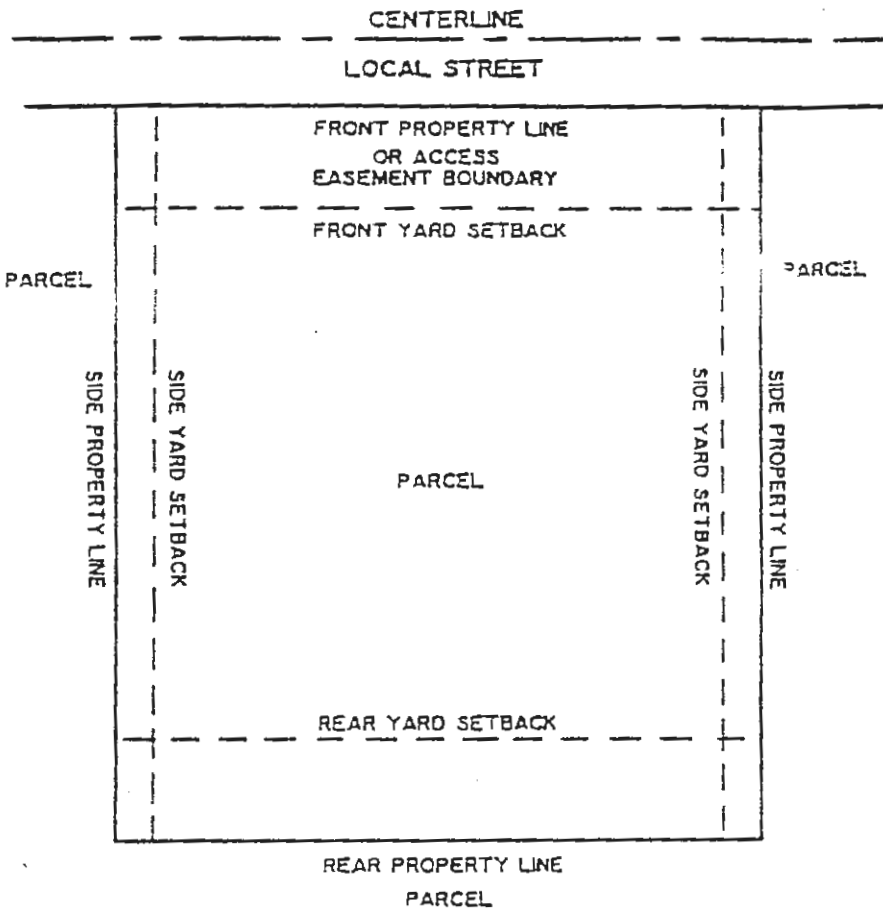 CENTERLINE
LOCAL STREET
FRONT PROPERTY LINE
OR ACCESS
EASEMENT BOUNDARY
FRONT YARD SETBACK
PARCEL
PARCEL
SIDE PROPERTY LINE
SIDE YARD SETBACK
PARCEL
SIDE YARD SETBACK
SIDE PROPERTY LINE
REAR YARD SETBACK
REAR PROPERTY LINE
PARCEL